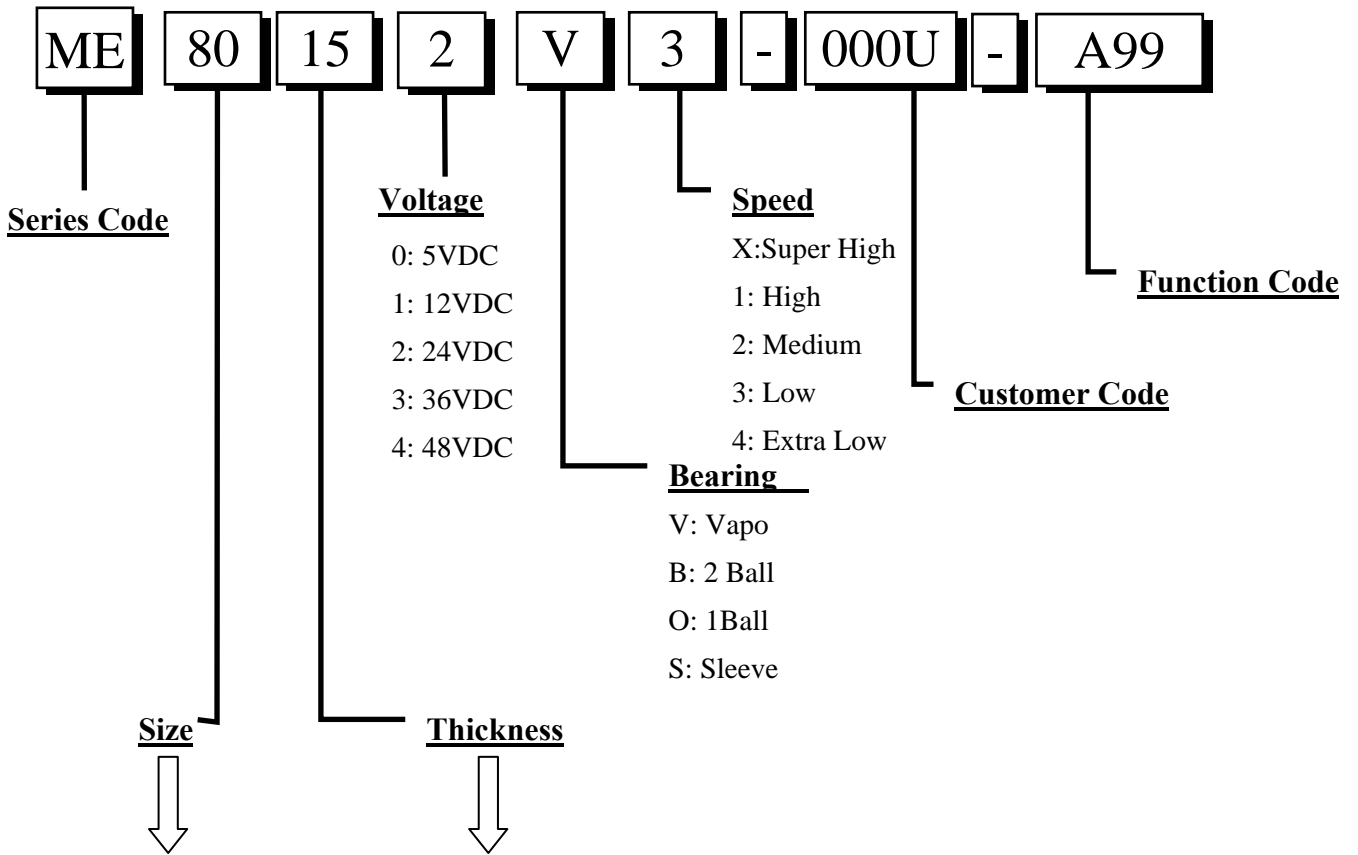 ME 80 15 2 V 3 - 000U - A99
Series Code
Voltage
0: 5VDC
1: 12VDC
2: 24VDC
3: 36VDC
4: 48VDC
Speed
X:Super High
1: High
2: Medium
3: Low
4: Extra Low
Function Code
Customer Code
Bearing
V: Vapo
B: 2 Ball
O: 1Ball
S: Sleeve
Size
Thickness